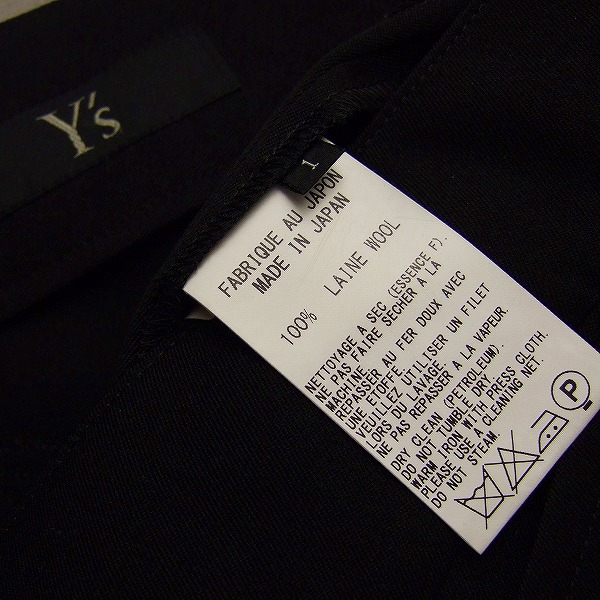 Y's
1
FABRIQUE AU JAPON
MADE IN JAPAN
100% LAINE WOOL
NETTOYAGE A SEC (ESSENCE F).
NE PAS FAIRE SECHER A LA
MACHINE.
REPASSER AU FER DOUX AVEC
UNE ETOFFE.
VEUILLEZ UTILISER UN FILET
LORS DU LAVAGE.
NE PAS REPASSER A LA VAPEUR.
DRY CLEAN (PETROLEUM).
DO NOT TUMBLE DRY.
WARM IRON WITH PRESS CLOTH.
PLEASE USE A CLEANING NET.
DO NOT STEAM.
P